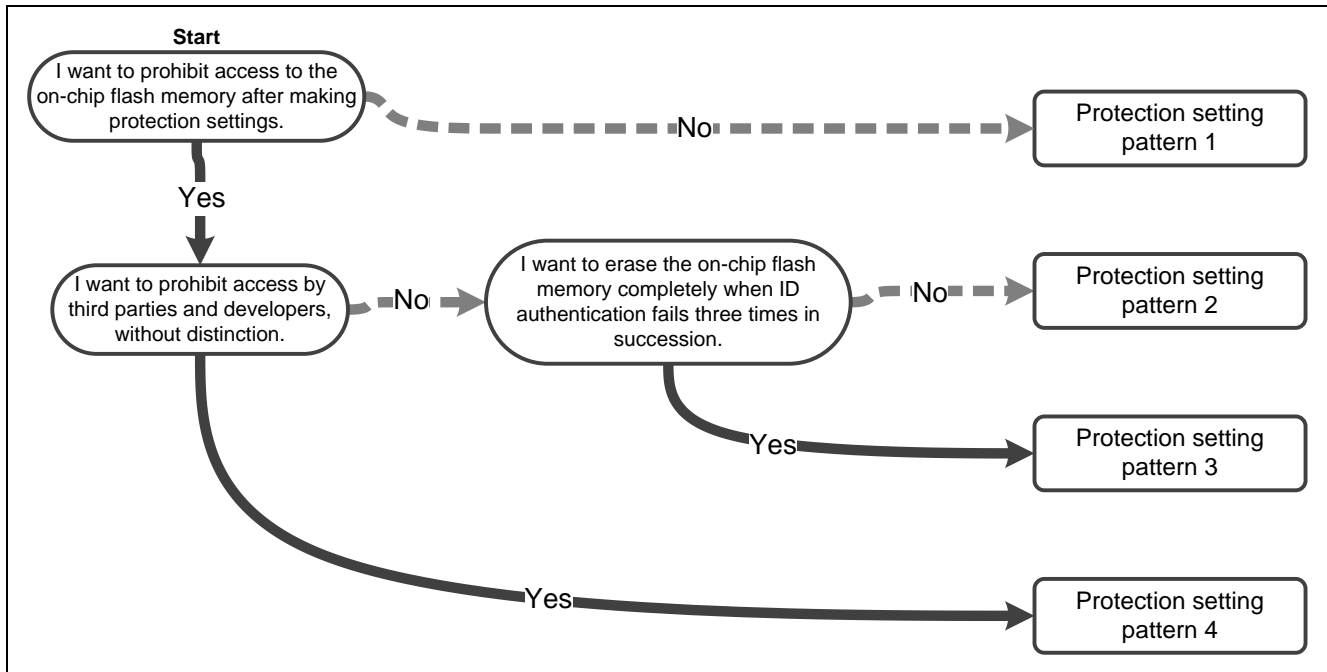 Start
I want to prohibit access to the
on-chip flash memory after making
protection settings.
No
Protection setting
pattern 1
Yes
I want to prohibit access by
third parties and developers,
without distinction.
No
I want to erase the on-chip flash
memory completely when ID
authentication fails three times in
succession.
No
Protection setting
pattern 2
Yes
Protection setting
pattern 3
Yes
Protection setting
pattern 4